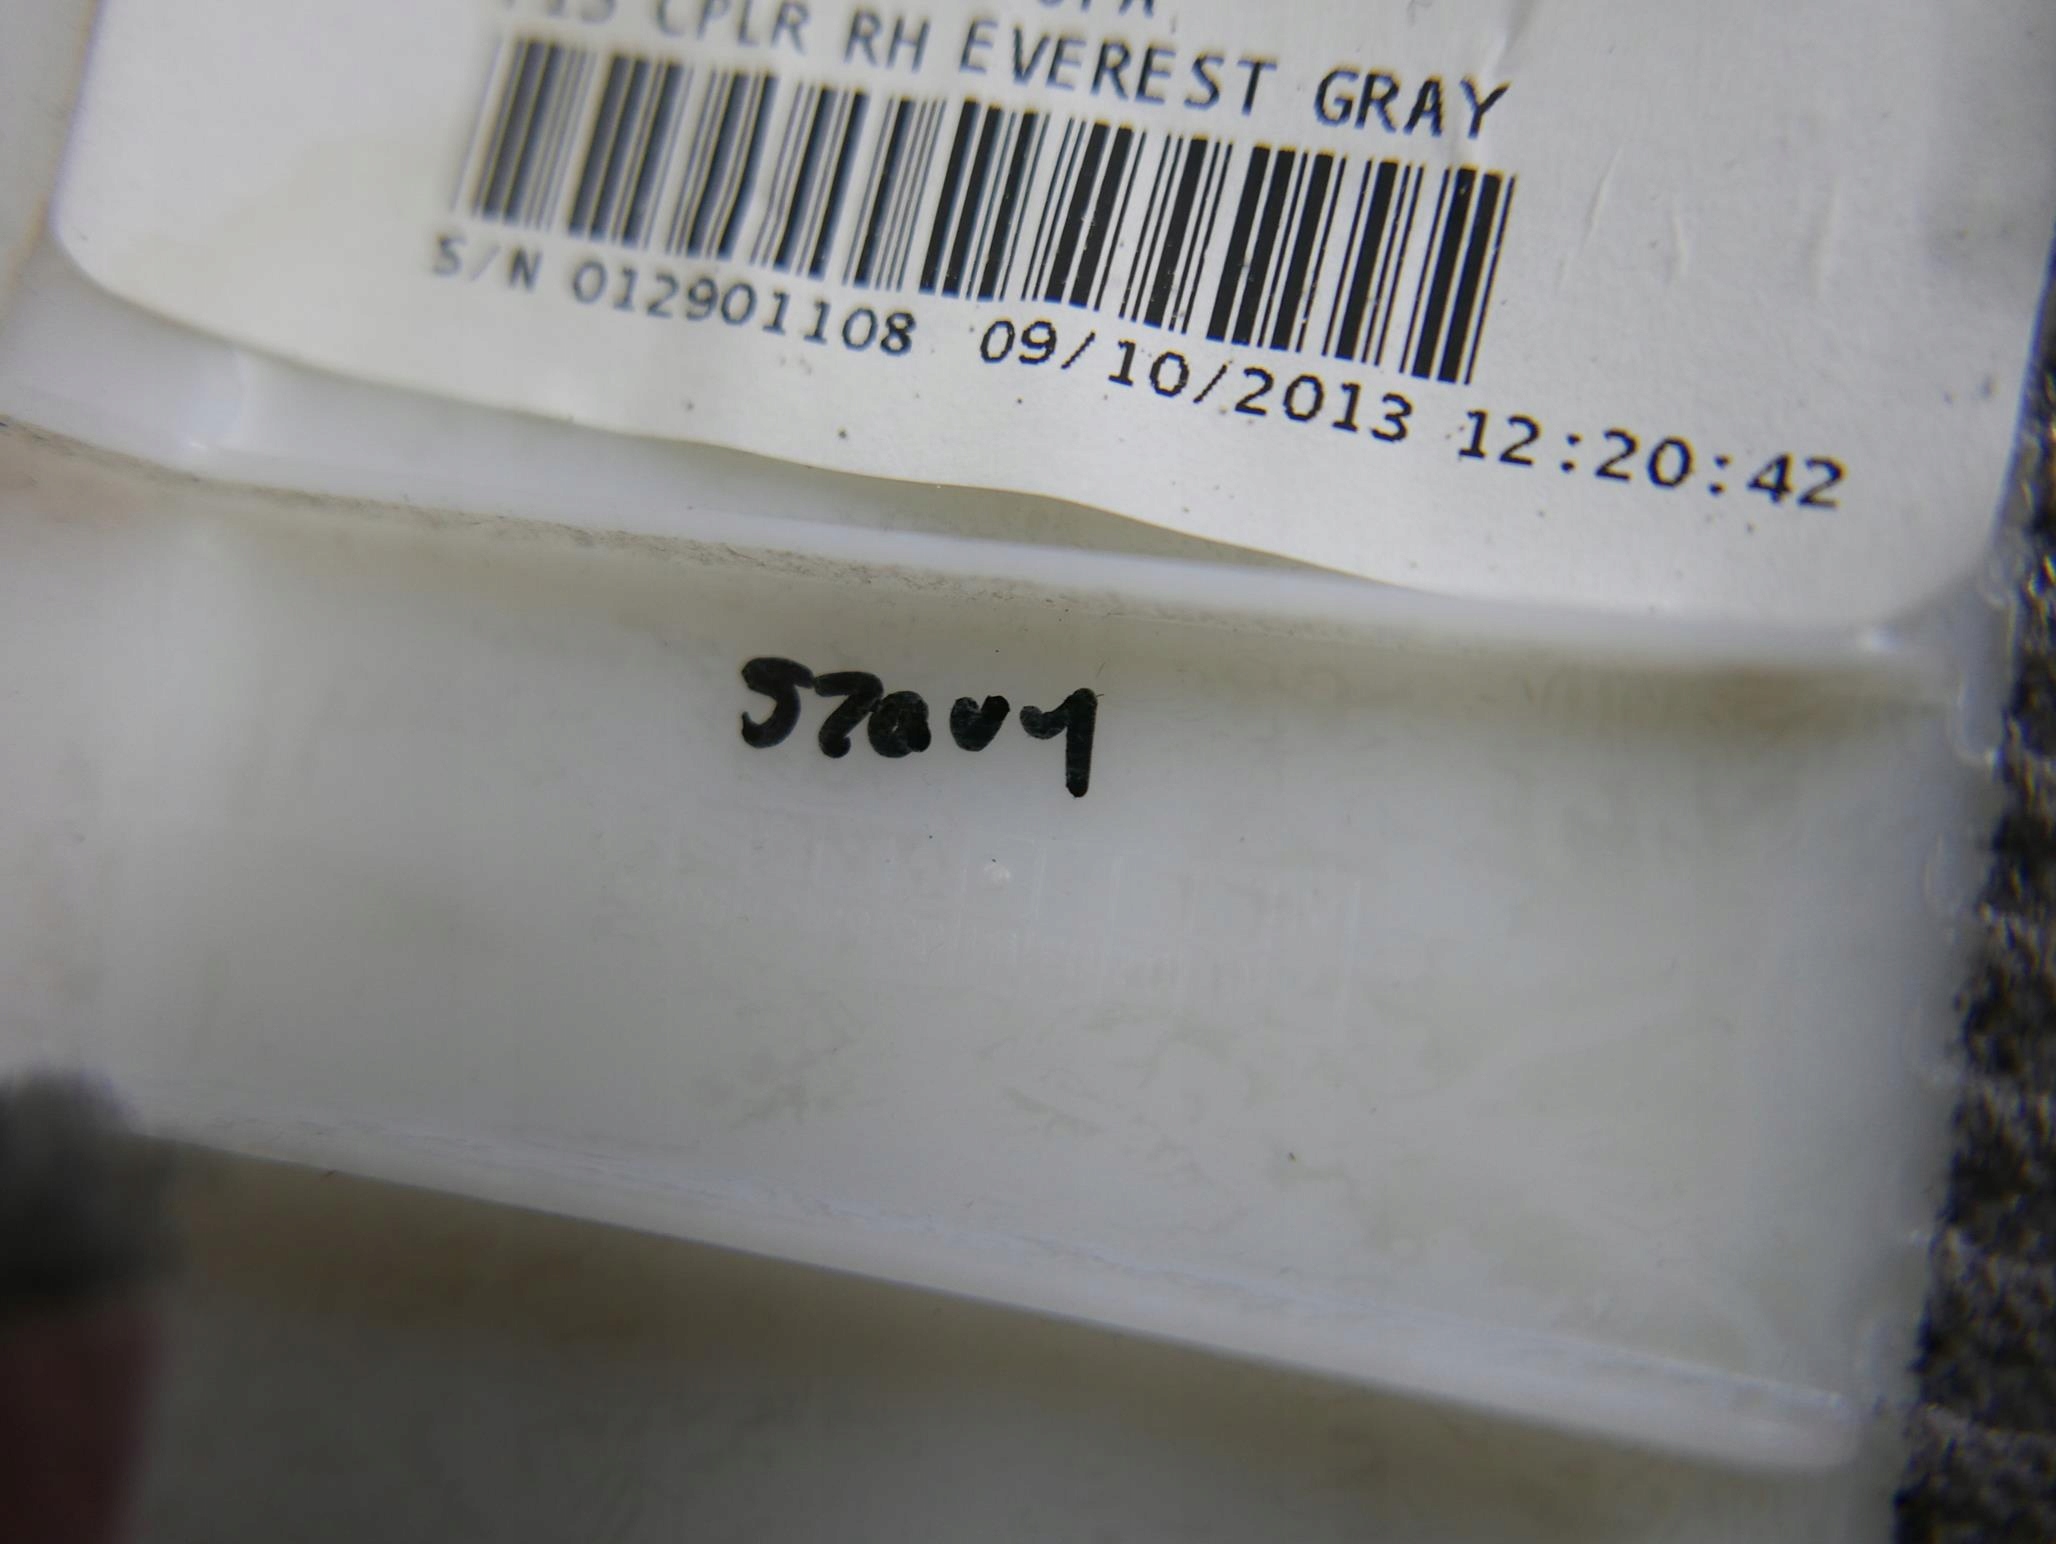 CPLR RH EVEREST GRAY
S/N 012901108 09/10/2013 12:20:42